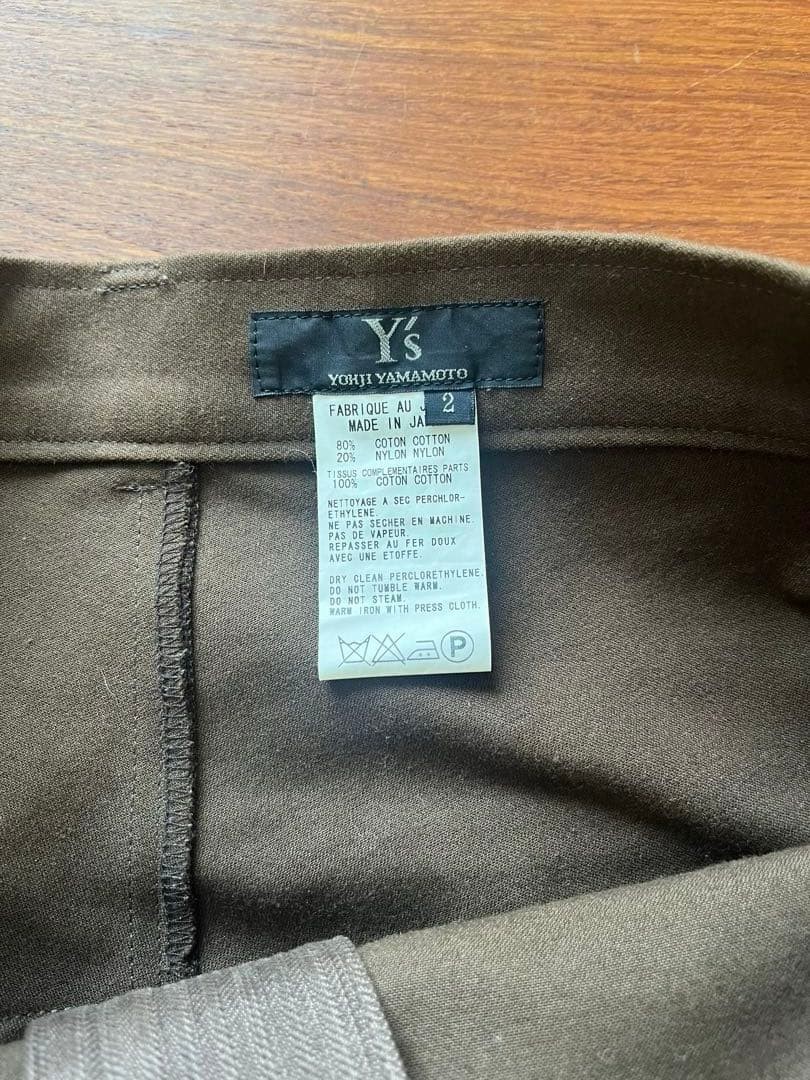 Y's
YOHJI YAMAMOTO
2
FABRIQUE AU
MADE IN
80% COTON COTTON
20% NYLON NYLON
TISSUS COMPLEMENTAIRES PARTS
100% COTON COTTON
NETTOYAGE A SEC PERCHLOR-
ETHYLENE.
NE PAS SECHER EN MACHINE.
PAS DE VAPEUR.
REPASSER AU FER DOUX
AVEC UNE ETOFFE.
DRY CLEAN PERCLORETHYLENE.
DO NOT TUMBLE WARM.
DO NOT STEAM.
WARM IRON WITH PRESS CLOTH.
P